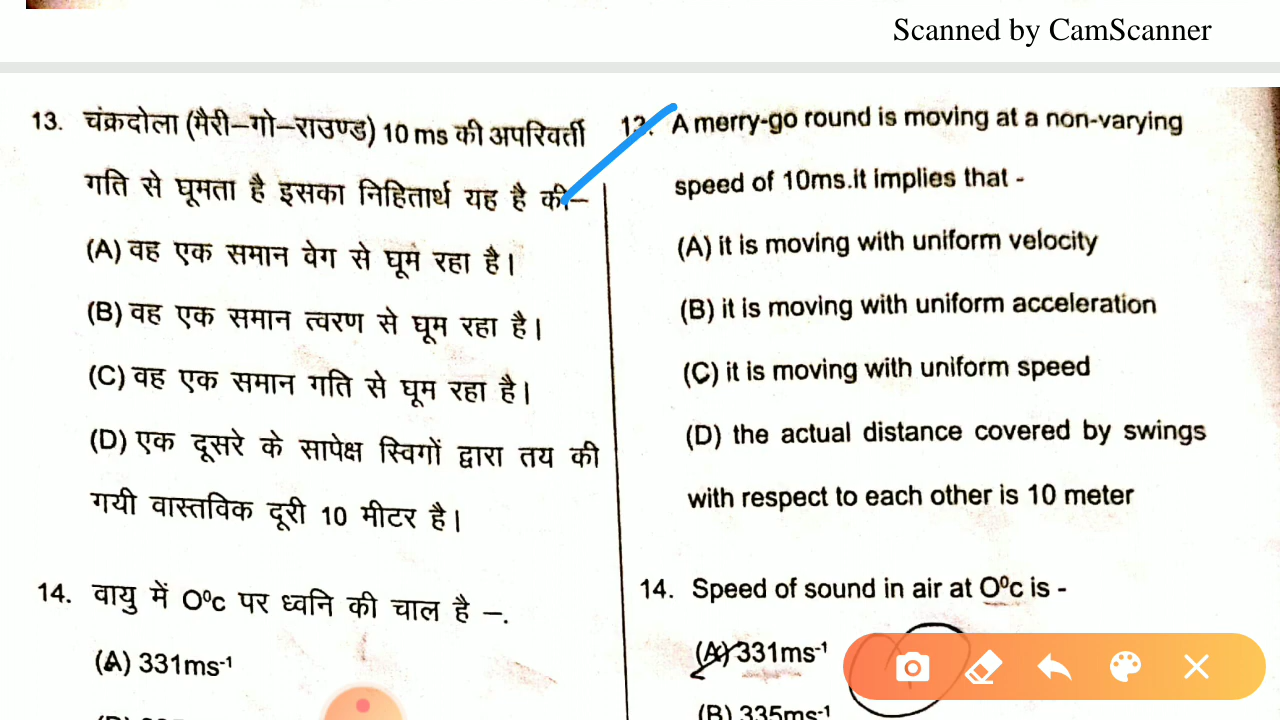 Scanned by CamScanner
13. चंक्रदोला (मैरी–गो–राउण्ड) 10 ms की अपरिवर्ती
गति से घूमता है इसका निहितार्थ यह है की–
(A) वह एक समान वेग से घूम रहा है।
(B) वह एक समान त्वरण से घूम रहा है।
(C) वह एक समान गति से घूम रहा है।
(D) एक दूसरे के सापेक्ष स्विगों द्वारा तय की
गयी वास्तविक दूरी 10 मीटर है।
14. वायु में O⁰c पर ध्वनि की चाल है –.
(A) 331ms⁻¹
13. A merry-go round is moving at a non-varying
speed of 10ms.it implies that -
(A) it is moving with uniform velocity
(B) it is moving with uniform acceleration
(C) it is moving with uniform speed
(D) the actual distance covered by swings
with respect to each other is 10 meter
14. Speed of sound in air at O⁰c is -
(A) 331ms⁻¹
(B) 335ms⁻¹